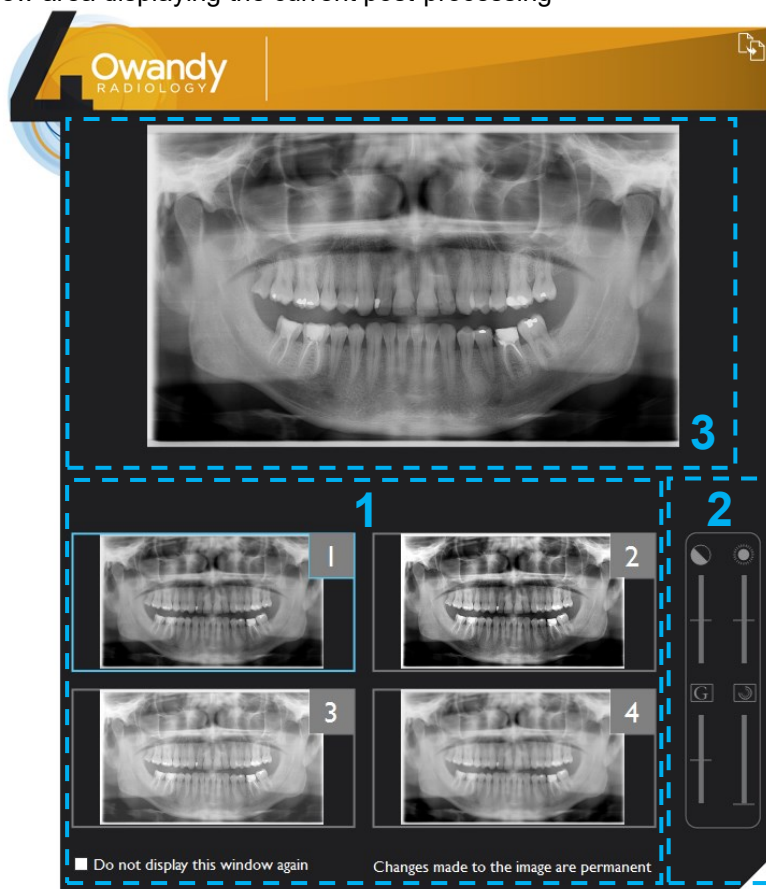 area displaying the current post-processing
4
Owandy
RADIOLOGY
3
1
2
1
2
G
3
4
Do not display this window again
Changes made to the image are permanent